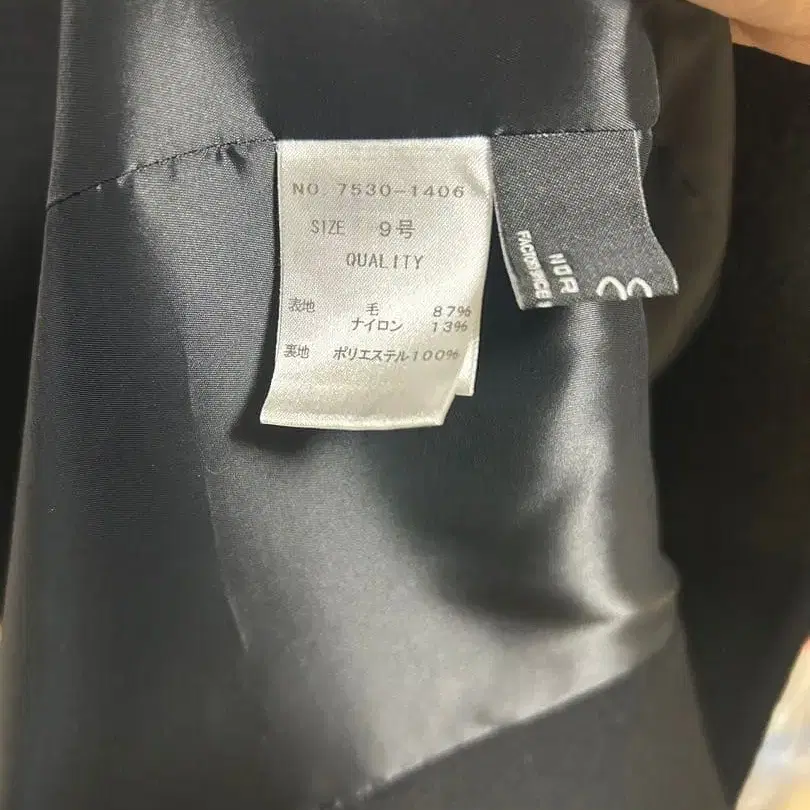 NO. 7530-1406
SIZE 9号
QUALITY
表地 毛 87%
ナイロン 13%
裏地 ポリエステル100%
NOR